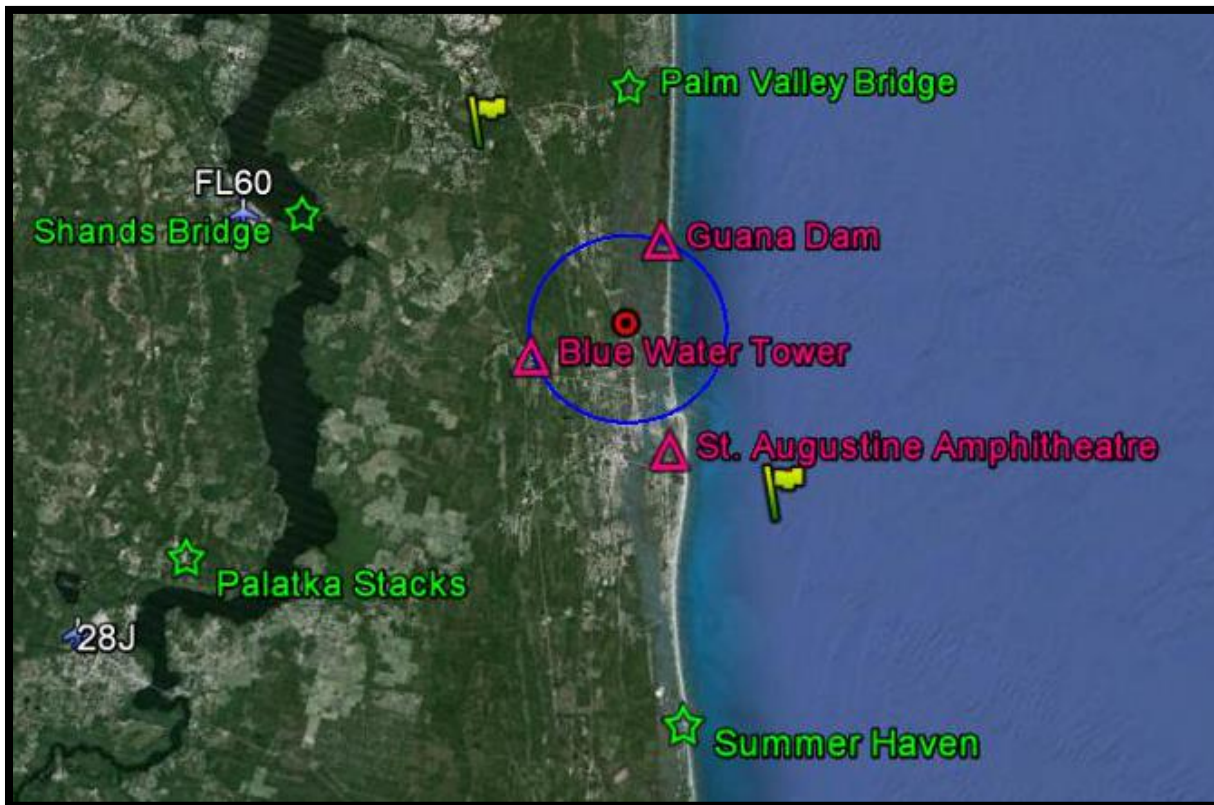 Palm Valley Bridge
FL60
Shands Bridge
Guana Dam
Blue Water Tower
St. Augustine Amphitheatre
Palatka Stacks
28J
Summer Haven